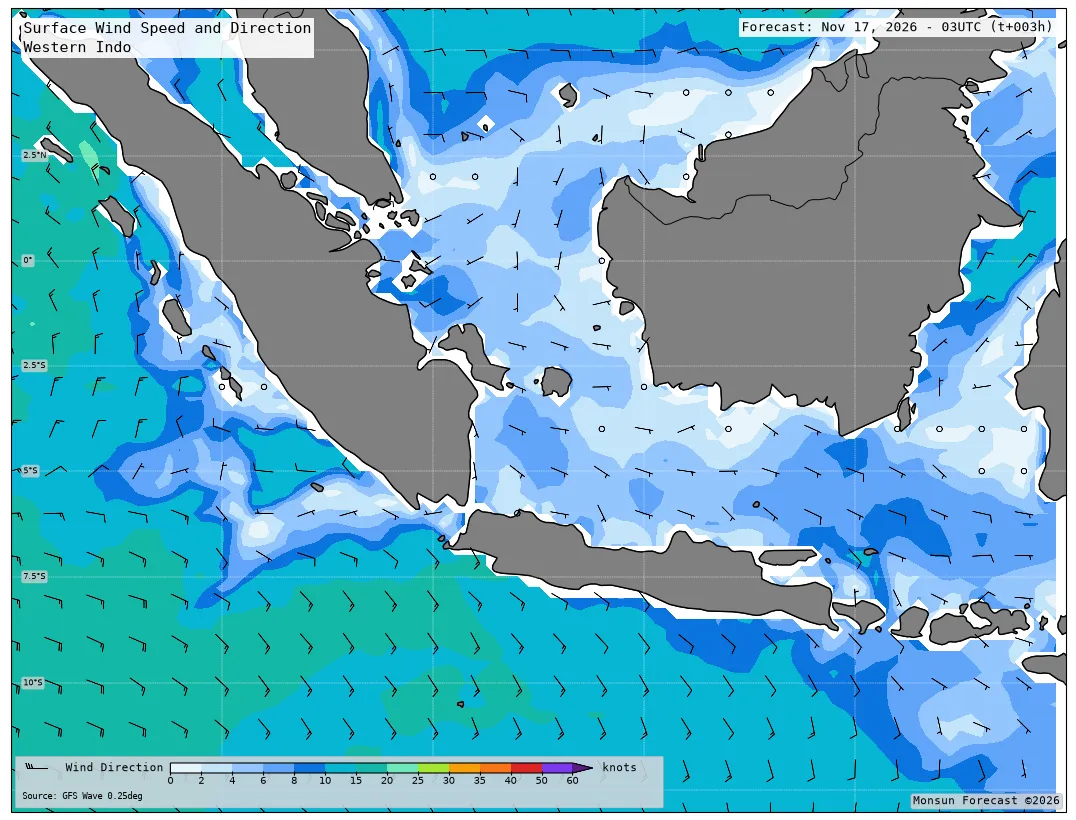 Surface Wind Speed and Direction
Western Indo
Forecast: Nov 17, 2026 - 03UTC (t+003h)
2.5°N
0°
2.5°S
5°S
7.5°S
10°S
Wind Direction
0 2 4 6 8 10 15 20 25 30 40 50 60
knots
Source: GFS Wave 0.25deg
Monsun Forecast ©2026